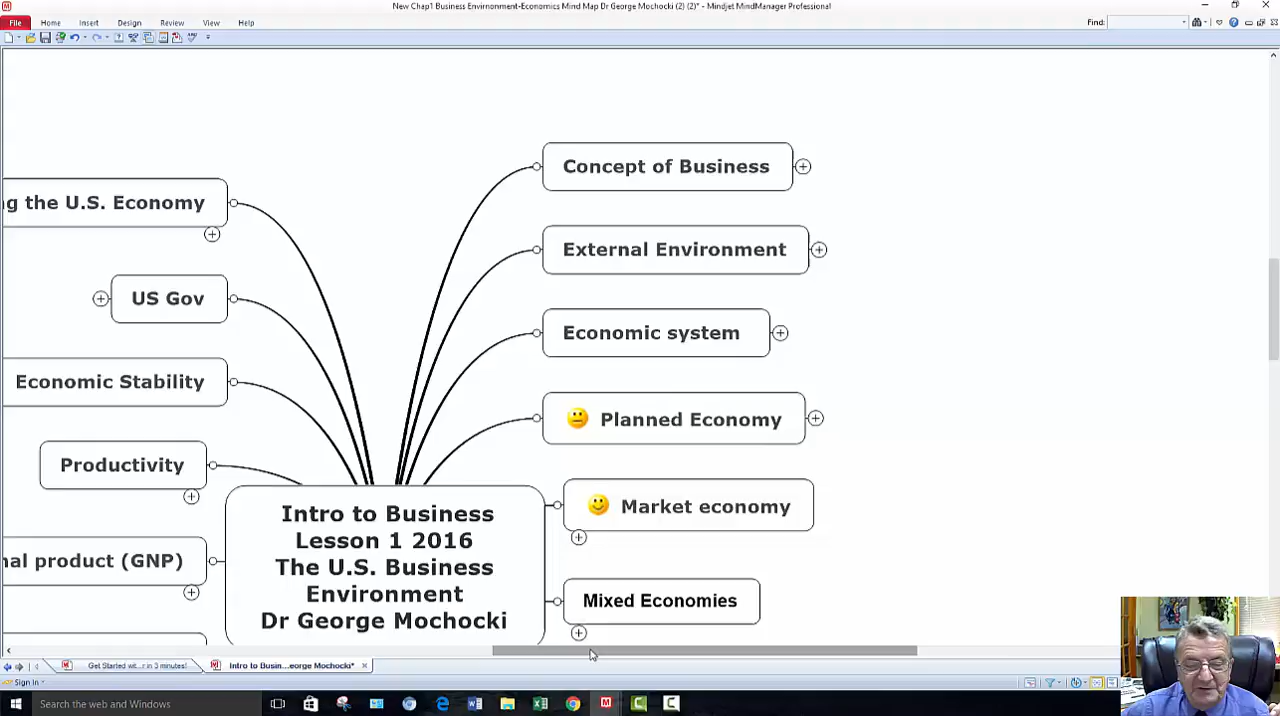 New Chap1 Business Envirornment-Economics Mind Map Dr George Mochocki (2) (2)* - Mindjet MindManager Professional
File Home Insert Design Review View Help Find:
Concept of Business
g the U.S. Economy
External Environment
US Gov
Economic system
Economic Stability
Planned Economy
Productivity
Market economy
Intro to Business
Lesson 1 2016
The U.S. Business
Environment
Dr George Mochocki
nal product (GNP)
Mixed Economies
Get Started wit...r in 3 minutes!
Intro to Busin...eorge Mochocki*
Sign in
Search the web and Windows